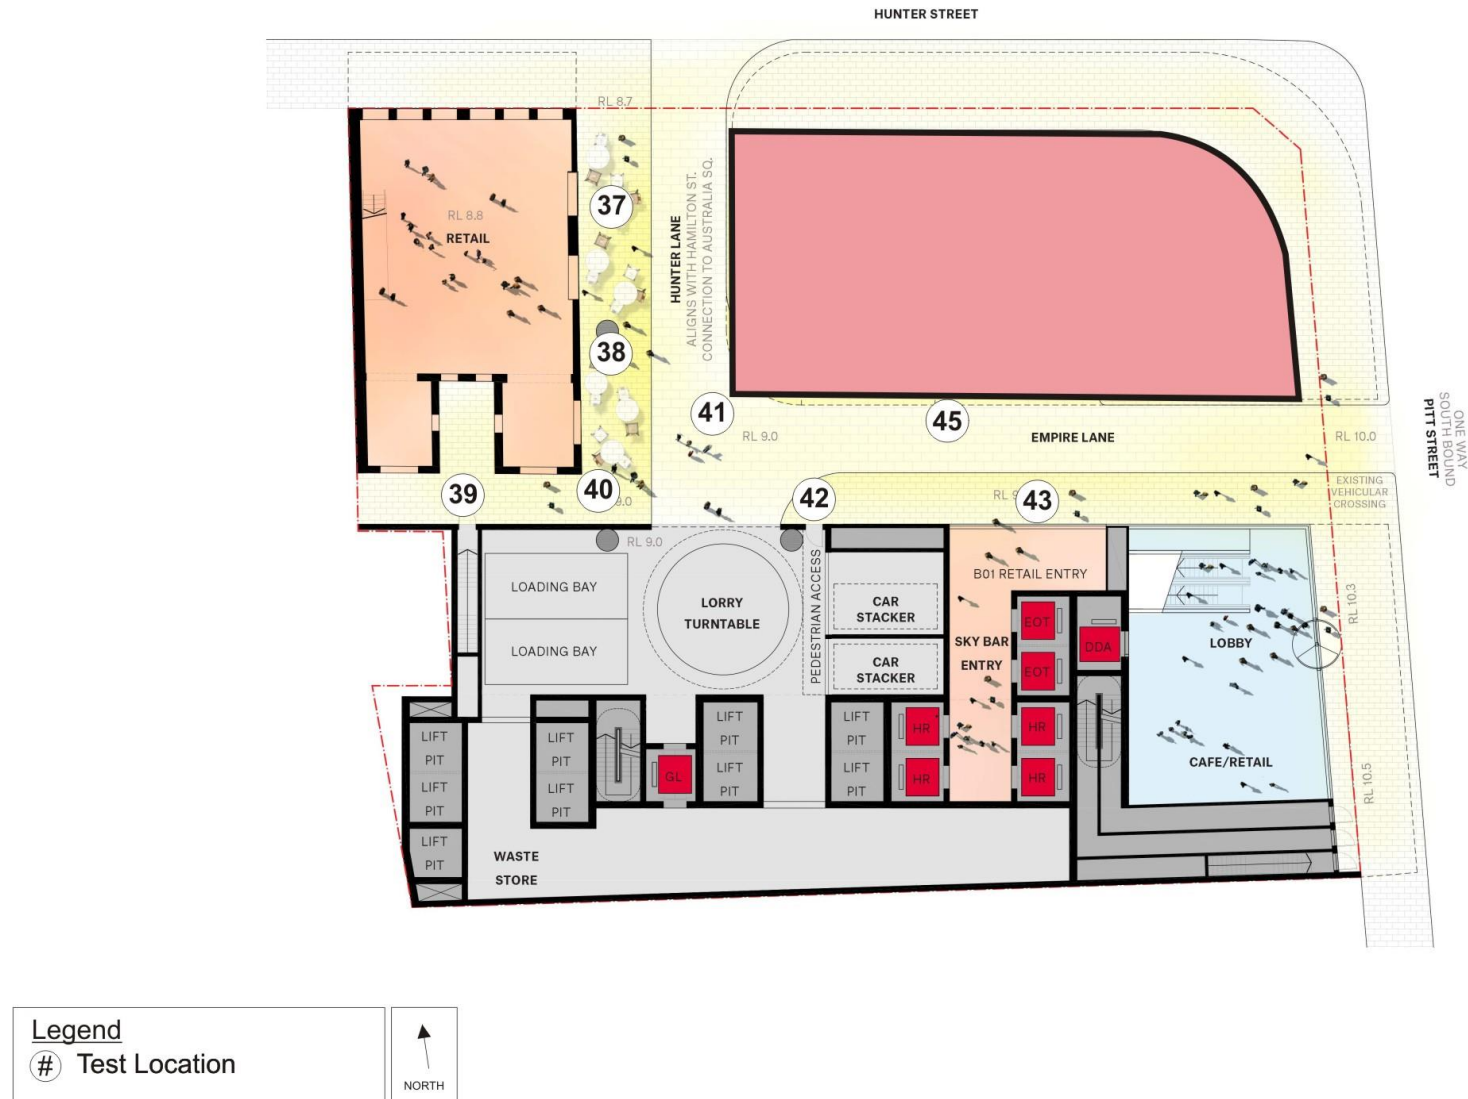 HUNTER STREET
RL 8.7
37
RL 8.8
RETAIL
HUNTER LANE
ALIGNS WITH HAMILTON ST.
CONNECTION TO AUSTRALIA SQ.
38
41
45
RL 9.0
EMPIRE LANE
RL 10.0
PITT STREET
SOUTH BOUND
ONE WAY
39
40
9.0
42
RL 9
43
EXISTING
VEHICULAR
CROSSING
RL 9.0
LOADING BAY
LORRY
TURNTABLE
PEDESTRIAN ACCESS
CAR
STACKER
B01 RETAIL ENTRY
EOT
SKY BAR
ENTRY
DDA
LOBBY
RL 10.3
LOADING BAY
CAR
STACKER
EOT
LIFT
PIT
LIFT
PIT
LIFT
PIT
LIFT
PIT
HR
HR
LIFT
PIT
LIFT
PIT
GL
LIFT
PIT
LIFT
PIT
HR
HR
CAFE/RETAIL
RL 10.5
LIFT
PIT
WASTE
STORE
Legend
# Test Location
NORTH